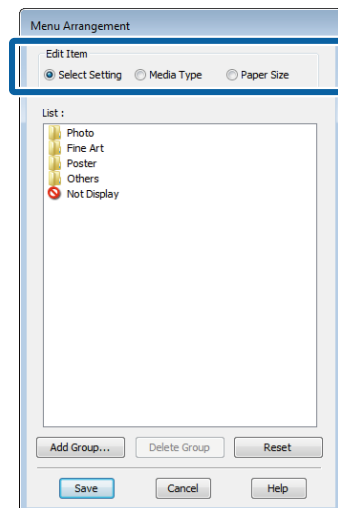 Menu Arrangement
Edit Item
Select Setting Media Type Paper Size
List :
Photo
Fine Art
Poster
Others
Not Display
Add Group... Delete Group Reset
Save Cancel Help